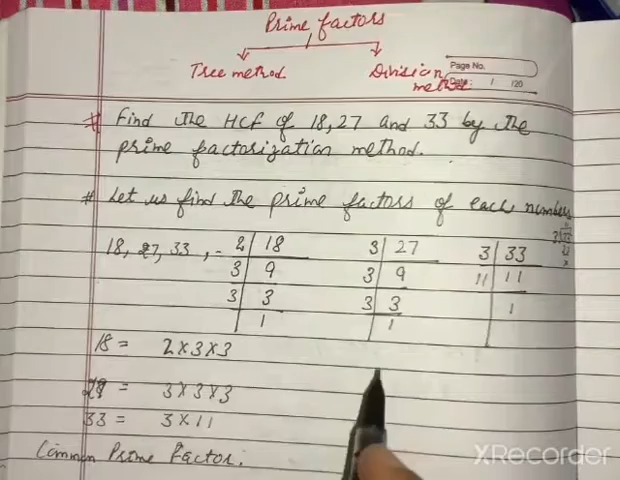 Prime factors
Tree method
Division method
Page No.
Date: / /20
# Find the HCF of 18, 27 and 33 by the
prime factorization method.
# Let us find the prime factors of each numbers
18, 27, 33, -
2 | 18
3 | 9
3 | 3
1
3 | 27
3 | 9
3 | 3
1
3 | 33
11 | 11
1
18 = 2 × 3 × 3
27 = 3 × 3 × 3
33 = 3 × 11
Common Prime Factor.
XRecorder